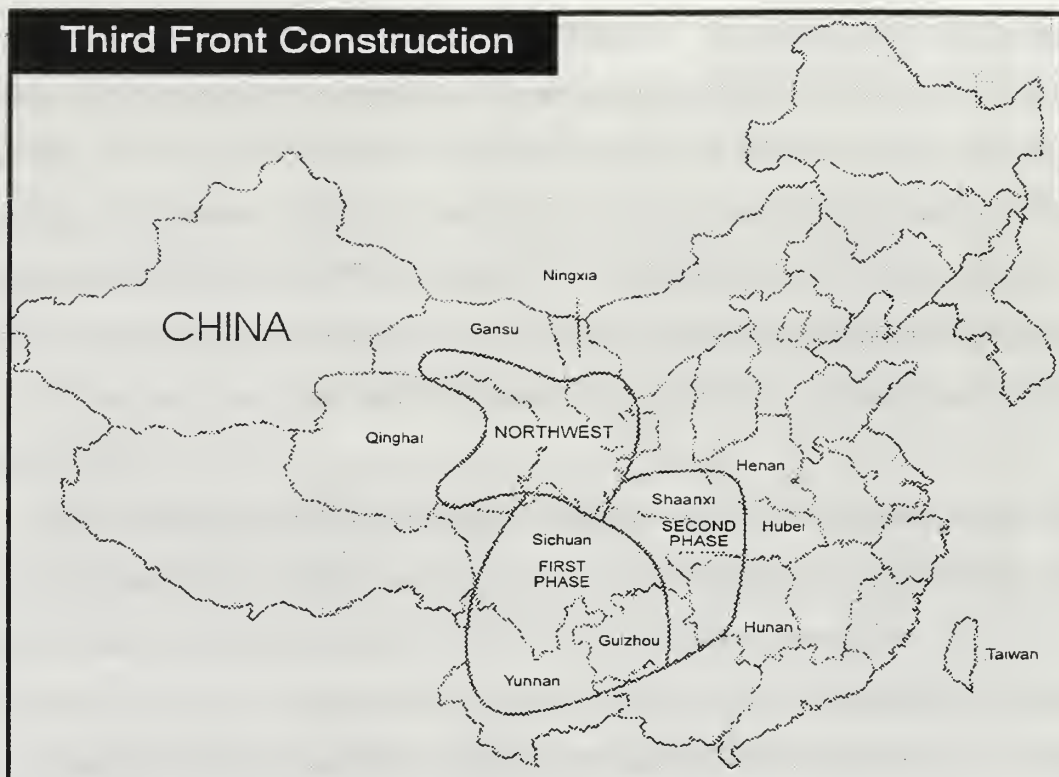 Third Front Construction
Ningxia
CHINA
Gansu
Qinghai
NORTHWEST
Henan
Shaanxi
SECOND
PHASE
Hubei
Sichuan
FIRST
PHASE
Guizhou
Hunan
Taiwan
Yunnan